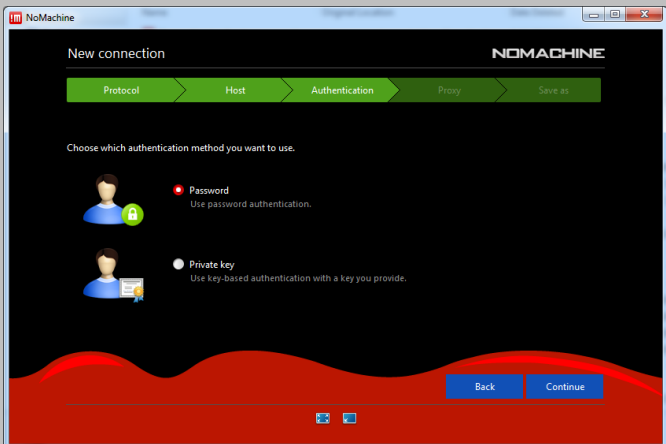 NoMachine
New connection
NOMACHINE
Protocol Host Authentication Proxy Save as
Choose which authentication method you want to use.
Password
Use password authentication.
Private key
Use key-based authentication with a key you provide.
Back Continue